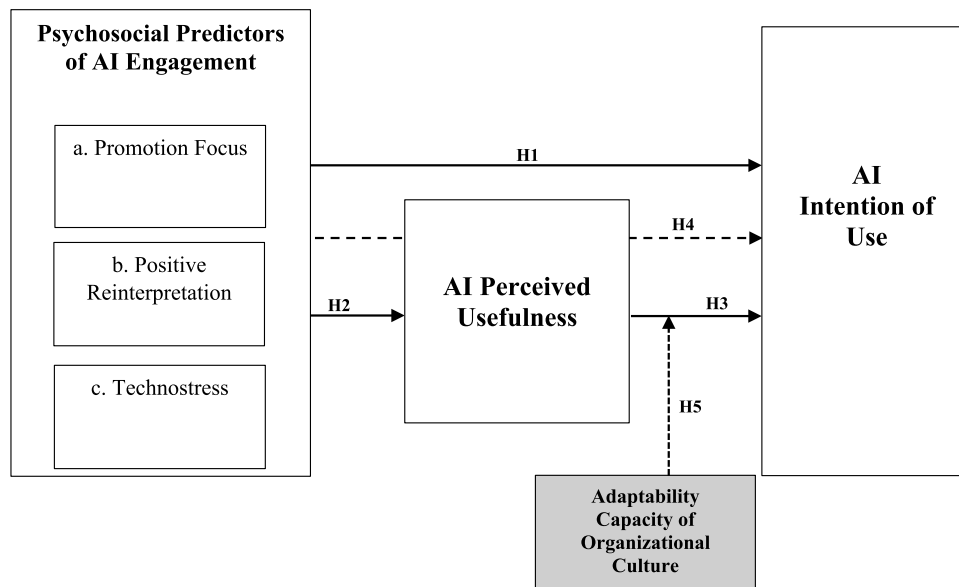 Psychosocial Predictors
of AI Engagement
a. Promotion Focus
b. Positive
Reinterpretation
c. Technostress
H1
H4
H2
H3
H5
AI Perceived
Usefulness
AI
Intention of
Use
Adaptability
Capacity of
Organizational
Culture